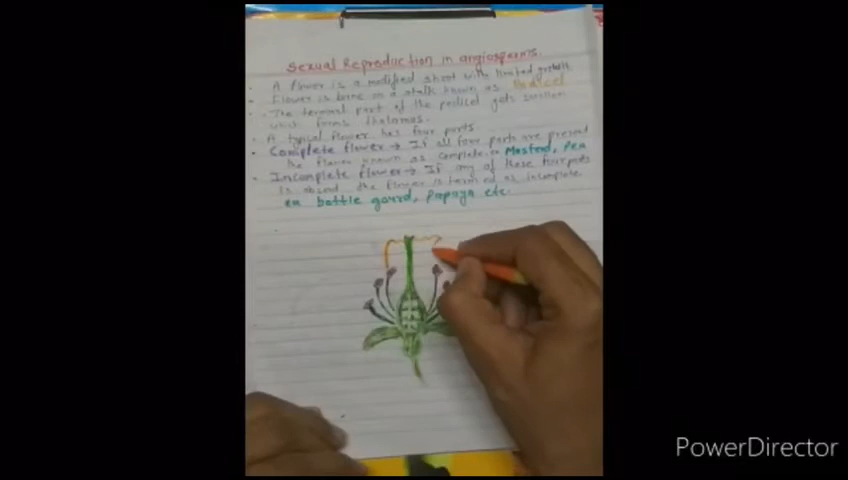 Sexual Reproduction in angiosperms.
- A flower is a modified shoot with limited growth
- Flower is borne on a stalk known as Pedicel
- The terminal part of the pedicel gets swollen
which forms thalamus.
- A typical flower has four parts.
- Complete flower → If all four parts are present
the flower known as complete. ex Mosterd, Pea
- Incomplete flower → If any of these four parts
is absent the flower is termed as incomplete
ex bottle gourd, Papaya etc.
PowerDirector